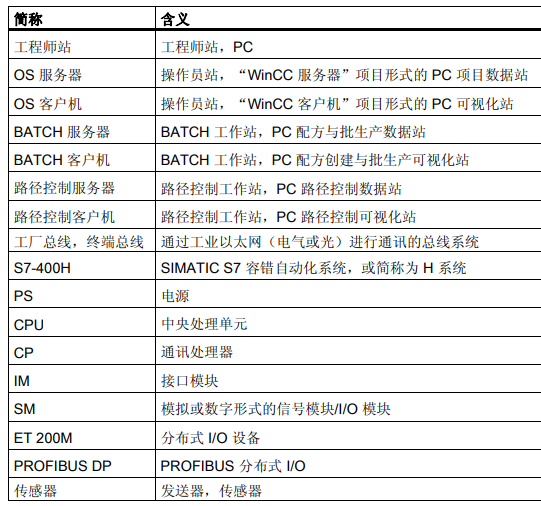 简称 含义
工程师站 工程师站，PC
OS 服务器 操作员站，“WinCC 服务器”项目形式的 PC 项目数据站
OS 客户机 操作员站，“WinCC 客户机”项目形式的 PC 可视化站
BATCH 服务器 BATCH 工作站，PC 配方与批生产数据站
BATCH 客户机 BATCH 工作站，PC 配方创建与批生产可视化站
路径控制服务器 路径控制工作站，PC 路径控制数据站
路径控制客户机 路径控制工作站，PC 路径控制可视化站
工厂总线，终端总线 通过工业以太网（电气或光）进行通讯的总线系统
S7-400H SIMATIC S7 容错自动化系统，或简称为 H 系统
PS 电源
CPU 中央处理单元
CP 通讯处理器
IM 接口模块
SM 模拟或数字形式的信号模块/I/O 模块
ET 200M 分布式 I/O 设备
PROFIBUS DP PROFIBUS 分布式 I/O
传感器 发送器，传感器